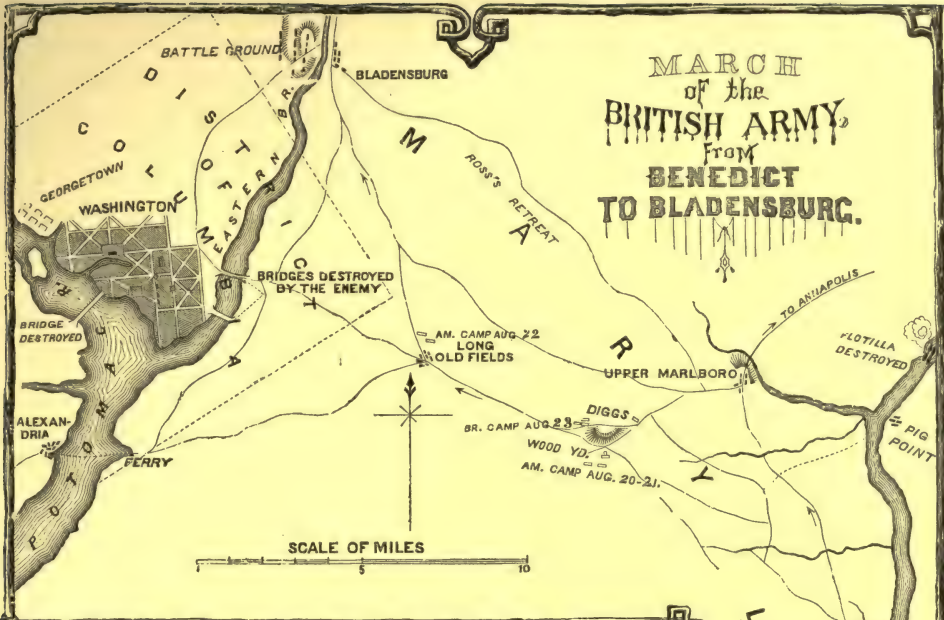 MARCH
of the
BRITISH ARMY,
FROM
BENEDICT
TO BLADENSBURG.
BATTLE GROUND
BLADENSBURG
DISTRICT
OF
COLUMBIA
EASTERN BR.
GEORGETOWN
WASHINGTON
ROSS'S
RETREAT
MARYL
BRIDGES DESTROYED
BY THE ENEMY
BRIDGE
DESTROYED
TO ANNAPOLIS
FLOTILLA
DESTROYED
AM. CAMP AUG. 22
LONG
OLD FIELDS
UPPER MARLBORO
DIGGS
BR. CAMP AUG. 23
WOOD YD.
AM. CAMP AUG. 20-21.
PIG
POINT
ALEXAN-
DRIA
FERRY
POTOMAC R.
SCALE OF MILES
1 5 10